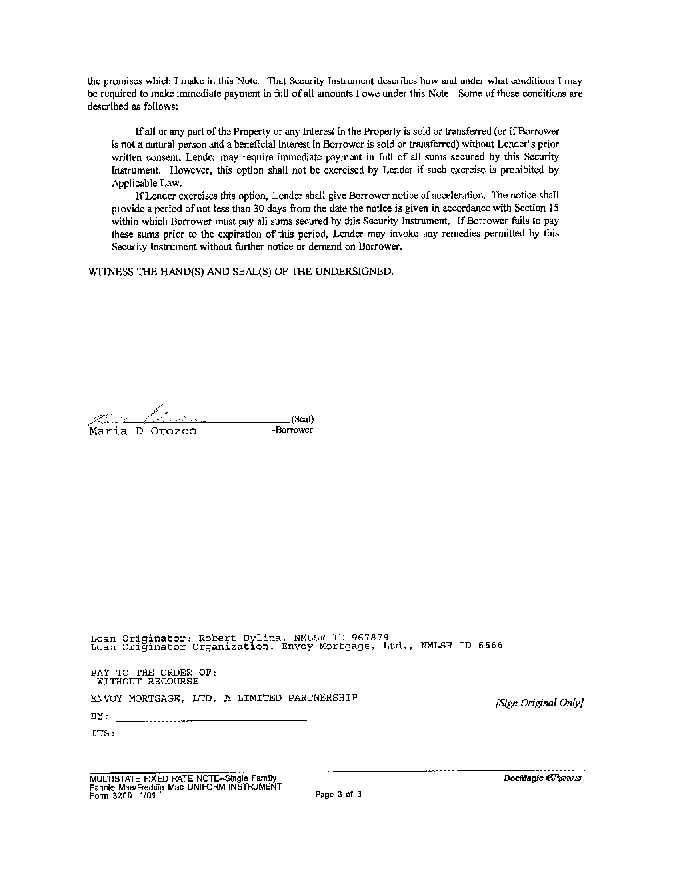 the promises which I make in this Note. That Security Instrument describes how and under what conditions I may
be required to make immediate payment in full of all amounts I owe under this Note. Some of those conditions are
described as follows:
If all or any part of the Property or any Interest in the Property is sold or transferred (or if Borrower
is not a natural person and a beneficial interest in Borrower is sold or transferred) without Lender's prior
written consent, Lender may require immediate payment in full of all sums secured by this Security
Instrument. However, this option shall not be exercised by Lender if such exercise is prohibited by
Applicable Law.
If Lender exercises this option, Lender shall give Borrower notice of acceleration. The notice shall
provide a period of not less than 30 days from the date the notice is given in accordance with Section 15
within which Borrower must pay all sums secured by this Security Instrument. If Borrower fails to pay
these sums prior to the expiration of this period, Lender may invoke any remedies permitted by this
Security Instrument without further notice or demand on Borrower.
WITNESS THE HAND(S) AND SEAL(S) OF THE UNDERSIGNED.
(Seal)
Maria D Orozco -Borrower
Loan Originator: Robert Dylina, NMLSR ID 967879
Loan Originator Organization: Envoy Mortgage, Ltd., NMLSR ID 6666
PAY TO THE ORDER OF:
WITHOUT RECOURSE
ENVOY MORTGAGE, LTD, A LIMITED PARTNERSHIP
[Sign Original Only]
BY:
ITS:
MULTISTATE FIXED RATE NOTE--Single Family DocMagic
Fannie Mae/Freddie Mac UNIFORM INSTRUMENT
Form 3200 1/01 Page 3 of 3